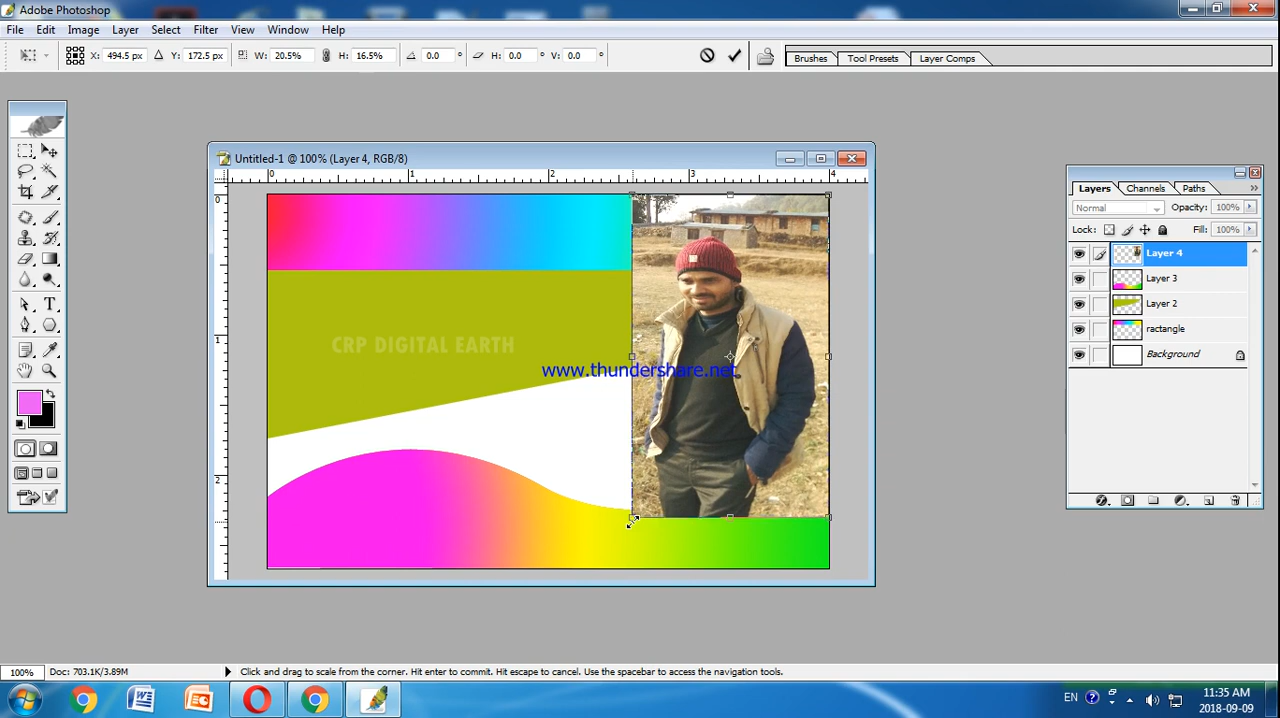 Adobe Photoshop
File Edit Image Layer Select Filter View Window Help
X: 494.5 px Y: 172.5 px W: 20.5% H: 16.5% 0.0 ° H: 0.0 ° V: 0.0 °
Brushes Tool Presets Layer Comps
Untitled-1 @ 100% (Layer 4, RGB/8)
0 1 2 3 4
0
1
2
CRP DIGITAL EARTH
www.thundershare.net
Layers Channels Paths
Normal Opacity: 100%
Lock: Fill: 100%
Layer 4
Layer 3
Layer 2
ractangle
Background
100% Doc: 703.1K/3.89M Click and drag to scale from the corner. Hit enter to commit. Hit escape to cancel. Use the spacebar to access the navigation tools.
EN 11:35 AM
2018-09-09